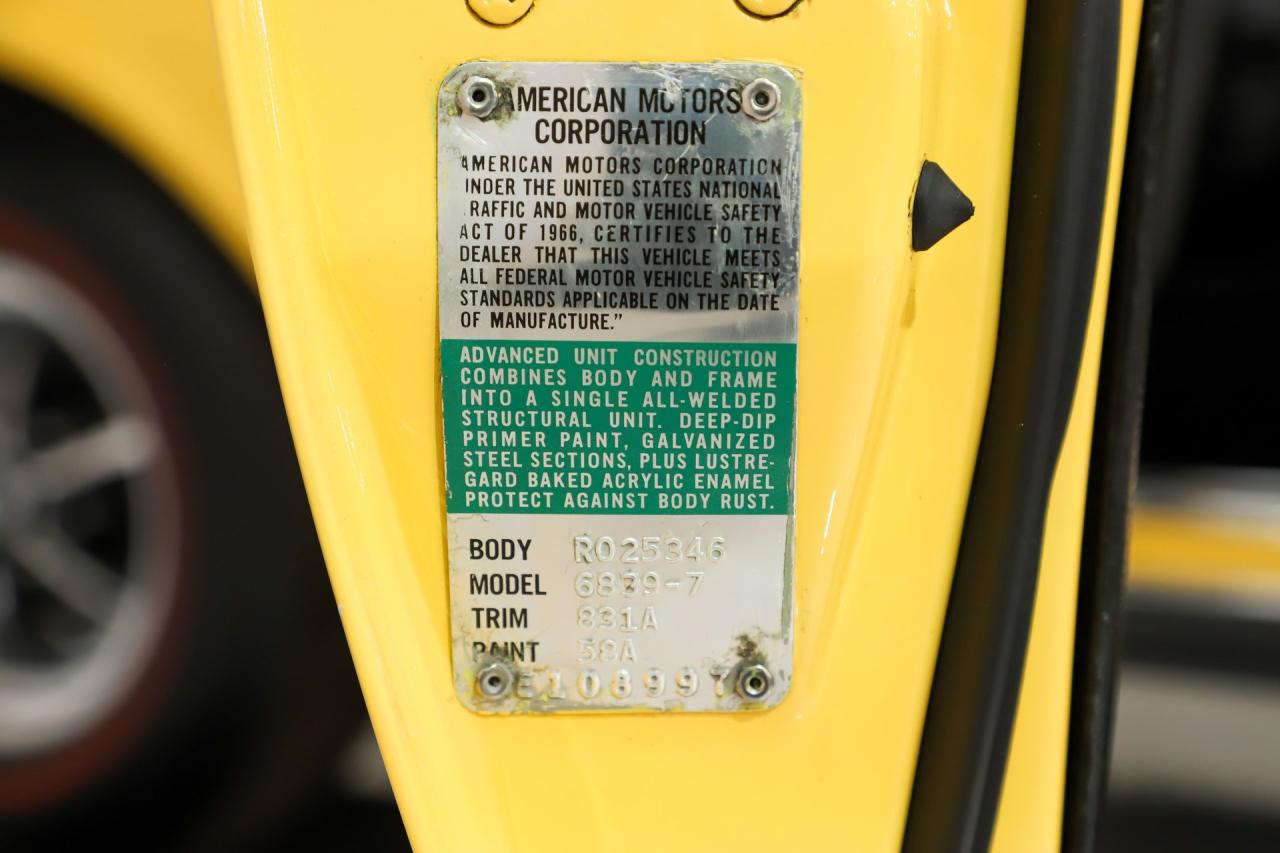 AMERICAN MOTORS
CORPORATION
AMERICAN MOTORS CORPORATION
UNDER THE UNITED STATES NATIONAL
TRAFFIC AND MOTOR VEHICLE SAFETY
ACT OF 1966, CERTIFIES TO THE
DEALER THAT THIS VEHICLE MEETS
ALL FEDERAL MOTOR VEHICLE SAFETY
STANDARDS APPLICABLE ON THE DATE
OF MANUFACTURE.”
ADVANCED UNIT CONSTRUCTION
COMBINES BODY AND FRAME
INTO A SINGLE ALL-WELDED
STRUCTURAL UNIT. DEEP-DIP
PRIMER PAINT, GALVANIZED
STEEL SECTIONS, PLUS LUSTRE-
GARD BAKED ACRYLIC ENAMEL
PROTECT AGAINST BODY RUST.
BODY RO25346
MODEL 6839-7
TRIM 831A
PAINT 58A
E108997